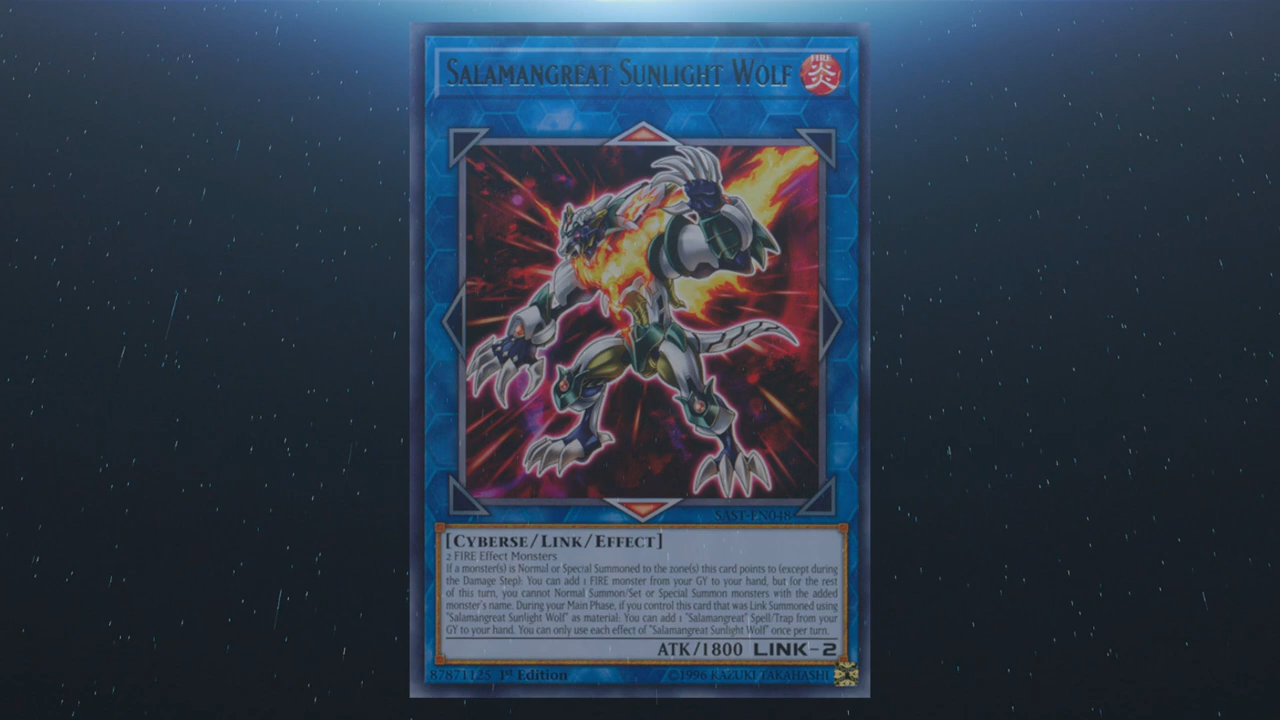 SALAMANGREAT SUNLIGHT WOLF
FIRE
炎
SAST-EN048
[CYBERSE/LINK/EFFECT]
2 FIRE Effect Monsters
If a monster(s) is Normal or Special Summoned to the zone(s) this card points to (except during
the Damage Step): You can add 1 FIRE monster from your GY to your hand, but for the rest
of this turn, you cannot Normal Summon/Set or Special Summon monsters with the added
monster's name. During your Main Phase, if you control this card that was Link Summoned using
"Salamangreat Sunlight Wolf" as material: You can add 1 "Salamangreat" Spell/Trap from your
GY to your hand. You can only use each effect of "Salamangreat Sunlight Wolf" once per turn.
ATK/1800 LINK-2
87871125 1st Edition ©1996 KAZUKI TAKAHASHI